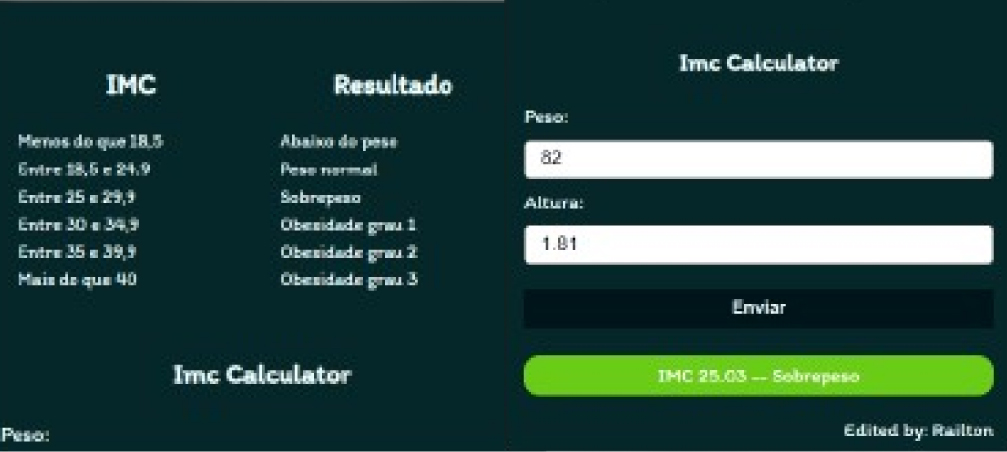 IMC Resultado
Menos do que 18,5 Abaixo do peso
Entre 18,5 e 24,9 Peso normal
Entre 25 e 29,9 Sobrepeso
Entre 30 e 34,9 Obesidade grau 1
Entre 35 e 39,9 Obesidade grau 2
Mais do que 40 Obesidade grau 3
Imc Calculator
Peso:
Imc Calculator
Peso:
82
Altura:
1.81
Enviar
IMC 25.03 -- Sobrepeso
Edited by: Railton